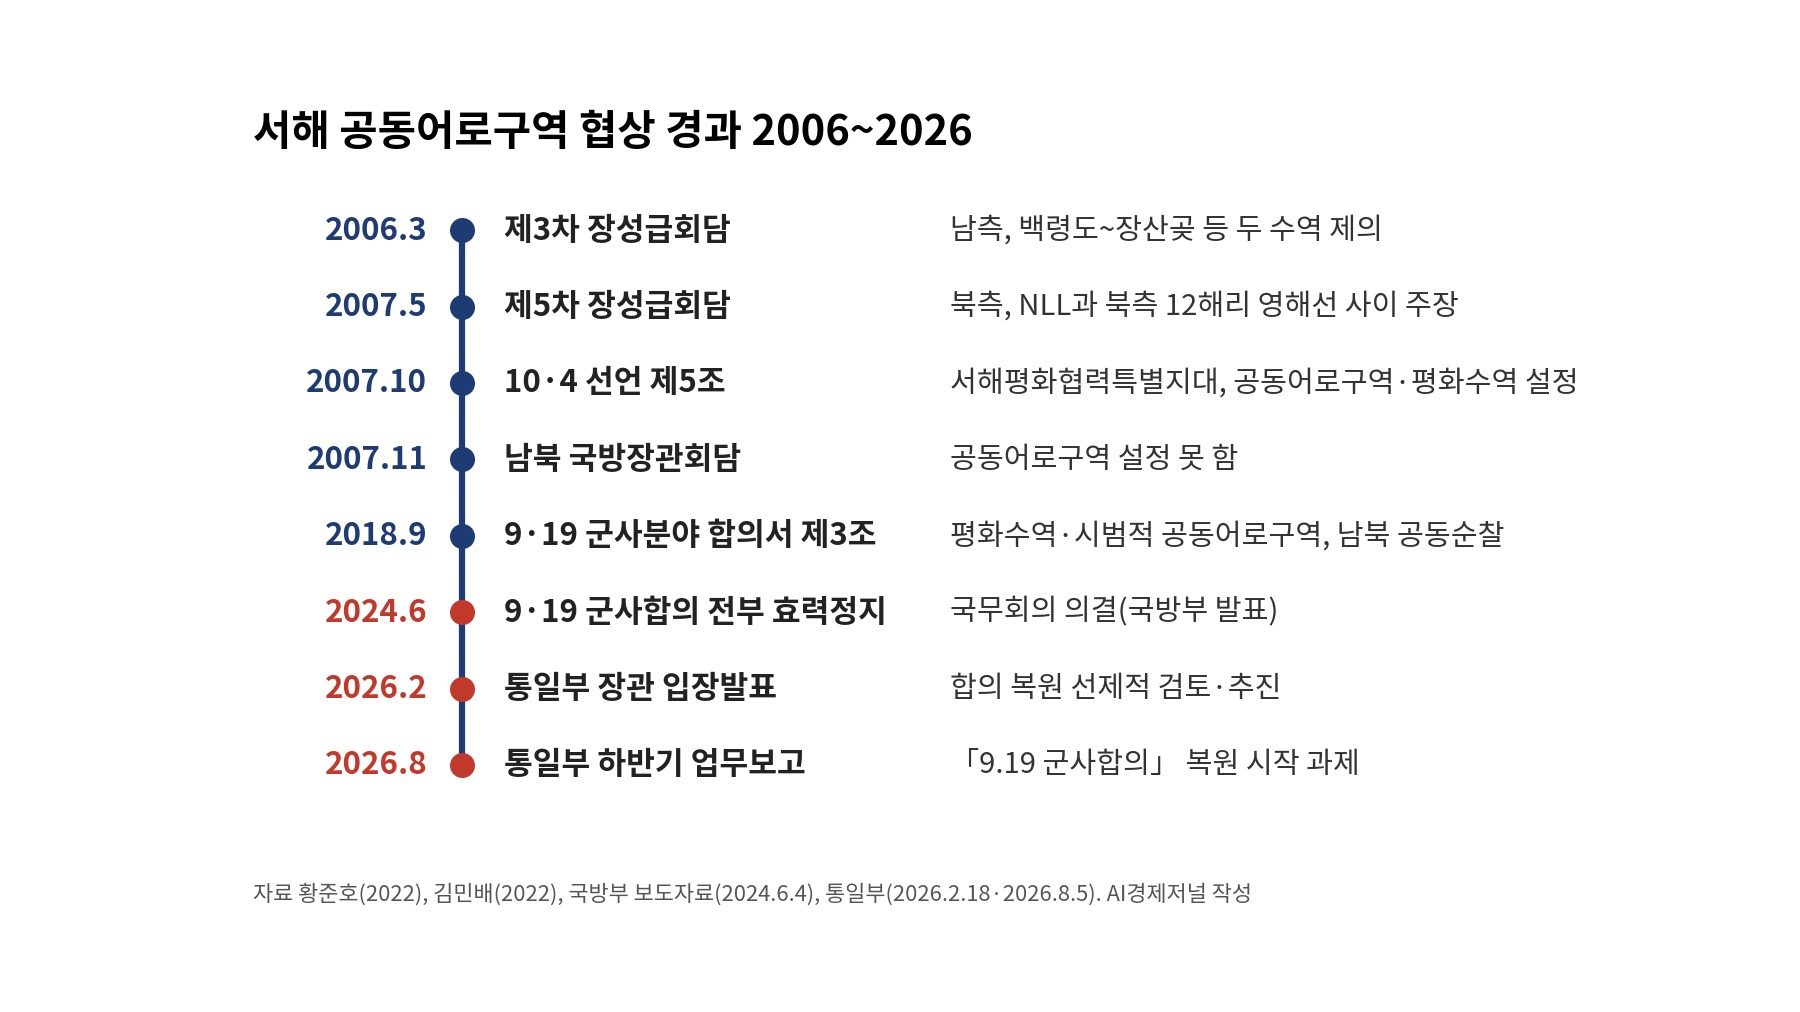 서해 공동어로구역 협상 경과 2006~2026
2006.3 제3차 장성급회담 남측, 백령도~장산곶 등 두 수역 제의
2007.5 제5차 장성급회담 북측, NLL과 북측 12해리 영해선 사이 주장
2007.10 10·4 선언 제5조 서해평화협력특별지대, 공동어로구역·평화수역 설정
2007.11 남북 국방장관회담 공동어로구역 설정 못 함
2018.9 9·19 군사분야 합의서 제3조 평화수역·시범적 공동어로구역, 남북 공동순찰
2024.6 9·19 군사합의 전부 효력정지 국무회의 의결(국방부 발표)
2026.2 통일부 장관 입장발표 합의 복원 선제적 검토·추진
2026.8 통일부 하반기 업무보고 「9.19 군사합의」 복원 시작 과제
자료 황준호(2022), 김민배(2022), 국방부 보도자료(2024.6.4), 통일부(2026.2.18·2026.8.5). AI경제저널 작성